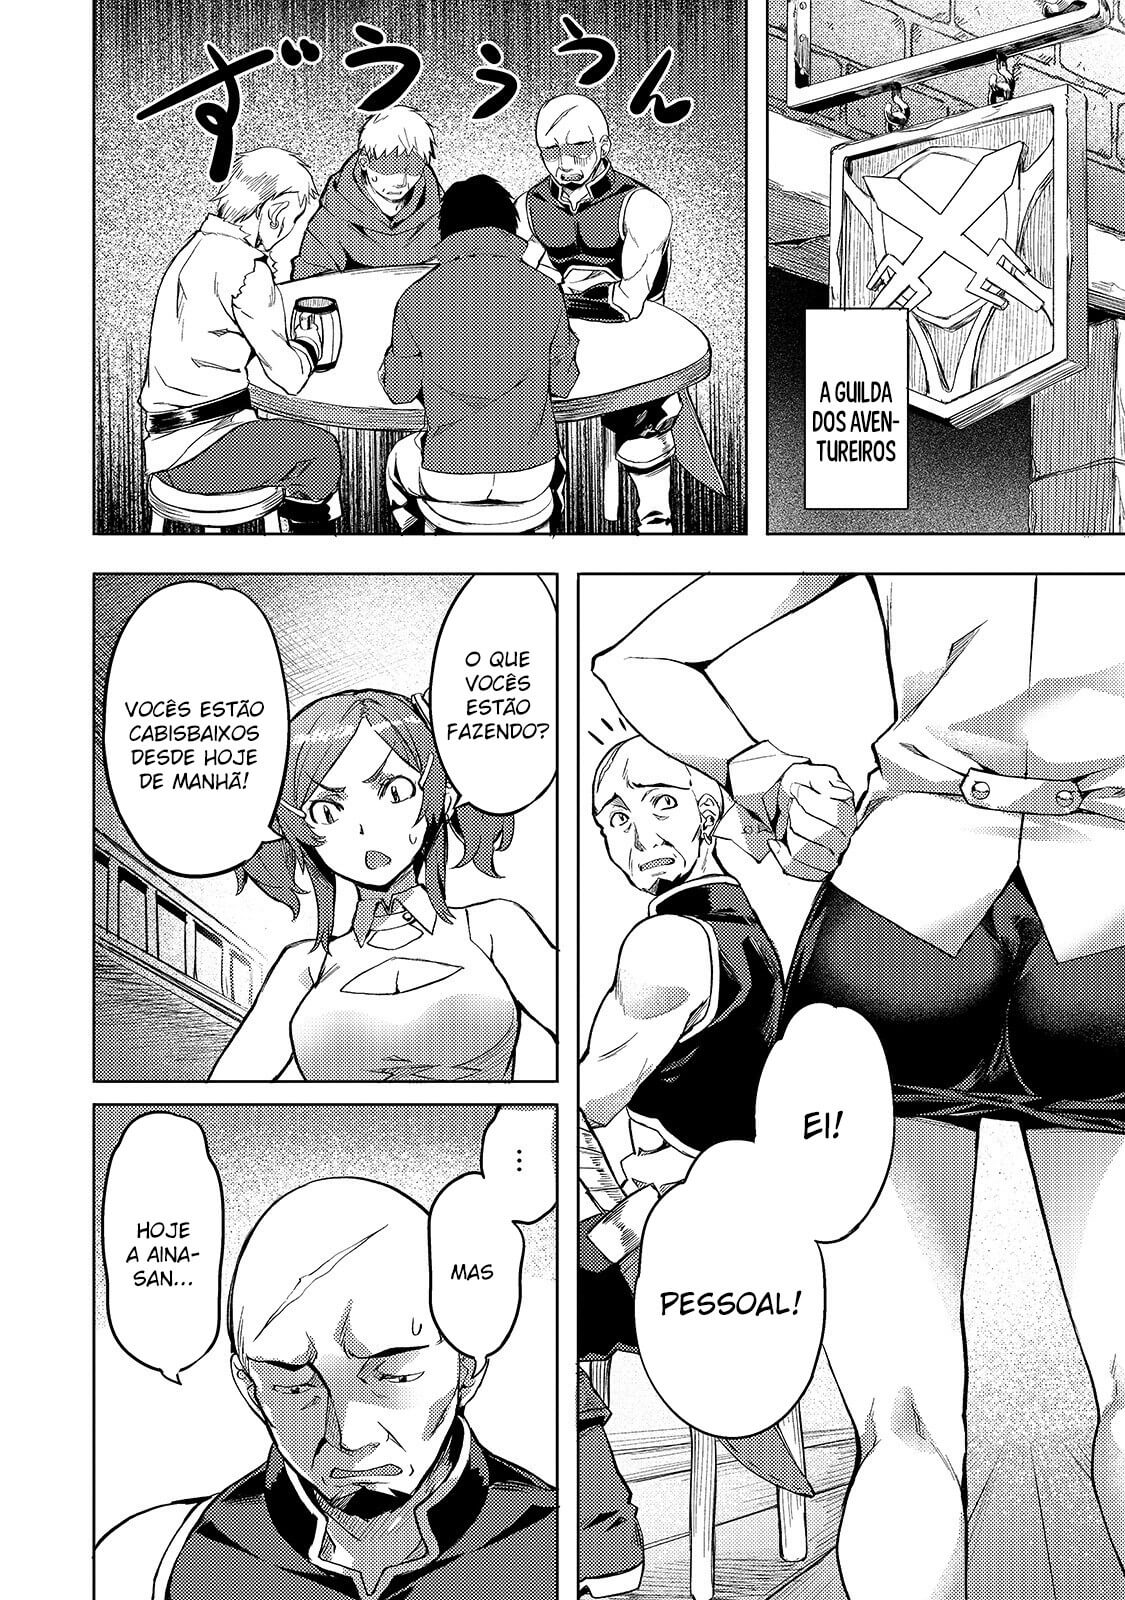 A GUILDA
DOS AVEN-
TUREIROS
ずぅぅぅん
EI!
PESSOAL!
O QUE
VOCÊS
ESTÃO
FAZENDO?
VOCÊS ESTÃO
CABISBAIXOS
DESDE HOJE
DE MANHÃ!
...
MAS
HOJE
A AINA-
SAN...